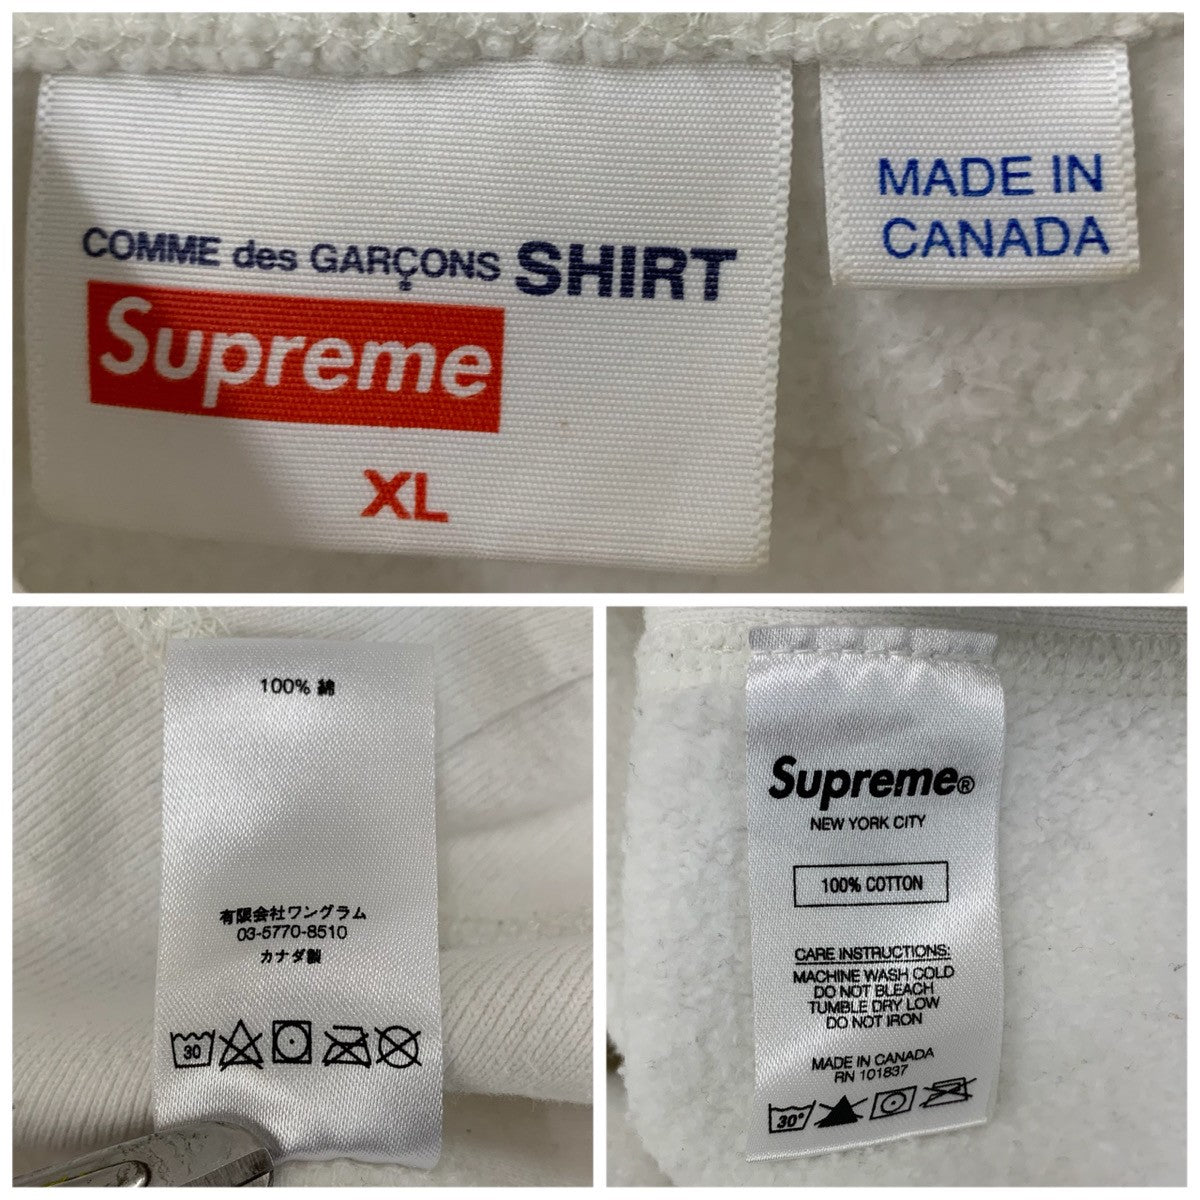 COMME des GARÇONS SHIRT
Supreme
XL
MADE IN
CANADA
100% 綿
有限会社ワングラム
03-5770-8510
カナダ製
30
Supreme®
NEW YORK CITY
100% COTTON
CARE INSTRUCTIONS:
MACHINE WASH COLD
DO NOT BLEACH
TUMBLE DRY LOW
DO NOT IRON
MADE IN CANADA
RN 101837
30°